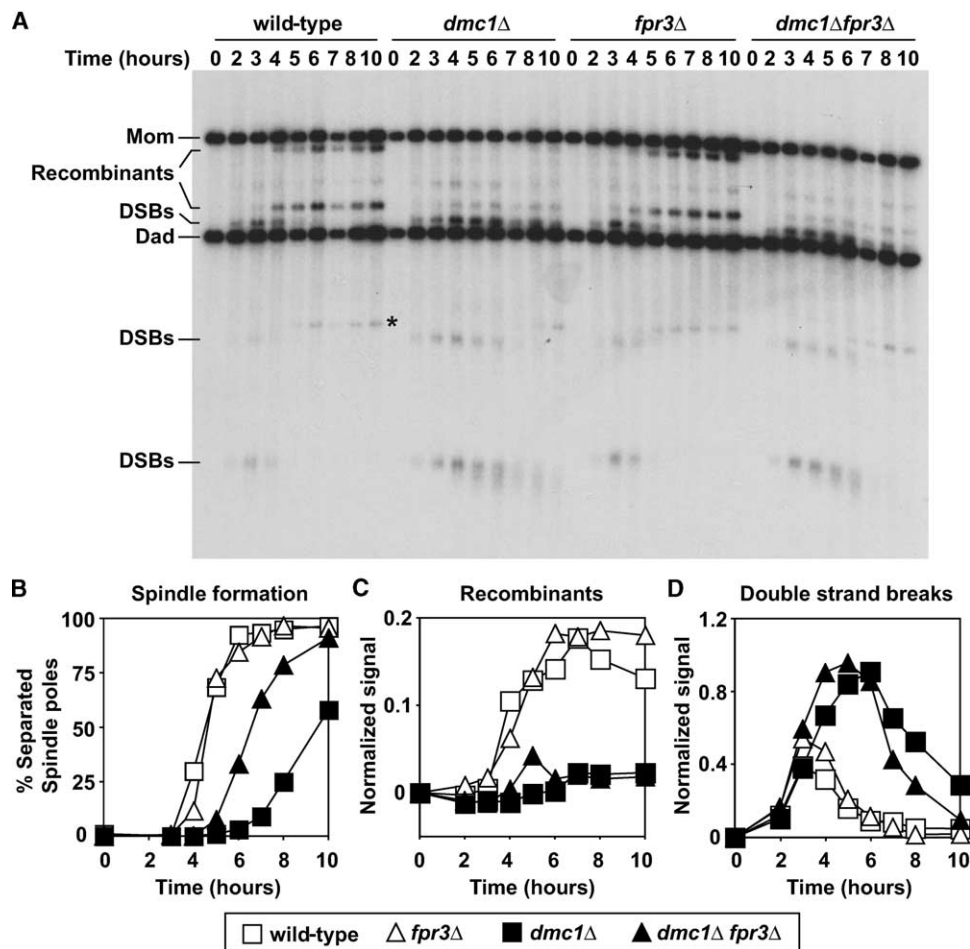 A
wild-type dmc1Δ fpr3Δ dmc1Δfpr3Δ
Time (hours) 0 2 3 4 5 6 7 8 10 0 2 3 4 5 6 7 8 10 0 2 3 4 5 6 7 8 10 0 2 3 4 5 6 7 8 10
Mom
Recombinants
DSBs
Dad
*
DSBs
DSBs
B Spindle formation
% Separated
Spindle poles
100
75
50
25
0
0 2 4 6 8 10
Time (hours)
C Recombinants
Normalized signal
0.2
0.1
0
0 2 4 6 8 10
Time (hours)
D Double strand breaks
Normalized signal
1.2
0.8
0.4
0
0 2 4 6 8 10
Time (hours)
wild-type fpr3Δ dmc1Δ dmc1Δ fpr3Δ